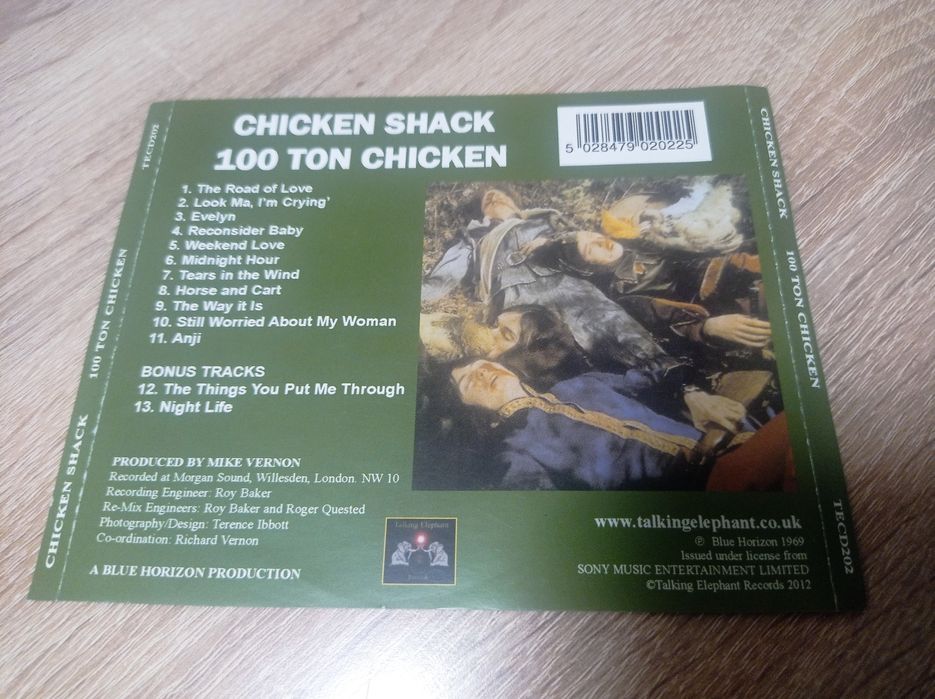 CHICKEN SHACK
100 TON CHICKEN
5 028479 020225
1. The Road of Love
2. Look Ma, I'm Crying'
3. Evelyn
4. Reconsider Baby
5. Weekend Love
6. Midnight Hour
7. Tears in the Wind
8. Horse and Cart
9. The Way it Is
10. Still Worried About My Woman
11. Anji
BONUS TRACKS
12. The Things You Put Me Through
13. Night Life
PRODUCED BY MIKE VERNON
Recorded at Morgan Sound, Willesden, London. NW 10
Recording Engineer: Roy Baker
Re-Mix Engineers: Roy Baker and Roger Quested
Photography/Design: Terence Ibbott
Co-ordination: Richard Vernon
A BLUE HORIZON PRODUCTION
Talking Elephant
www.talkingelephant.co.uk
℗ Blue Horizon 1969
Issued under license from
SONY MUSIC ENTERTAINMENT LIMITED
©Talking Elephant Records 2012
CHICKEN SHACK 100 TON CHICKEN TECD202
CHICKEN SHACK 100 TON CHICKEN TECD202